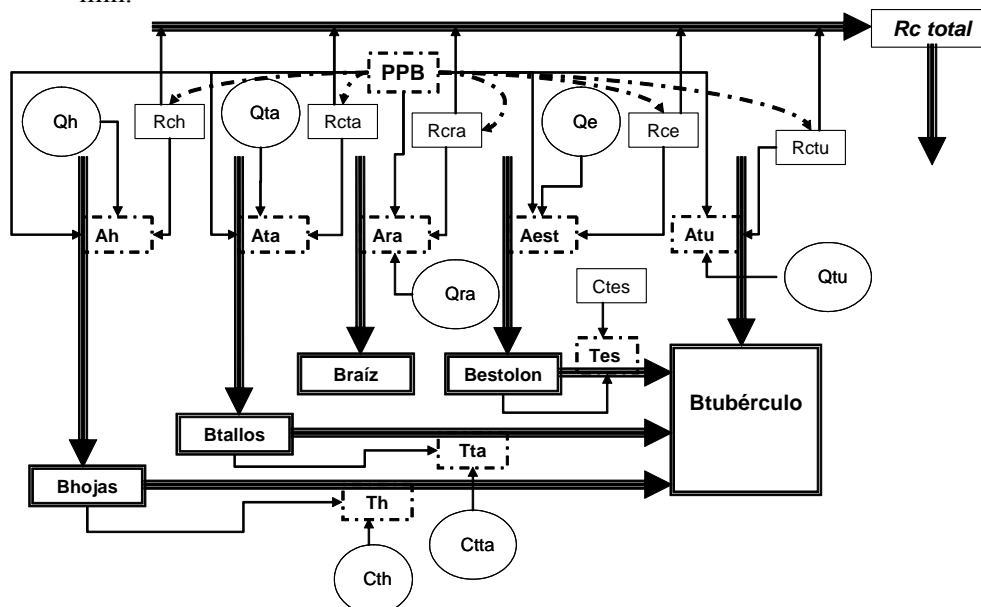 Rc total
PPB
Qh
Rch
Qta
Rcta
Rcra
Qe
Rce
Rctu
Ah
Ata
Ara
Aest
Atu
Qra
Ctes
Qtu
Tes
Braíz
Bestolon
Btubérculo
Btallos
Tta
Bhojas
Th
Ctta
Cth